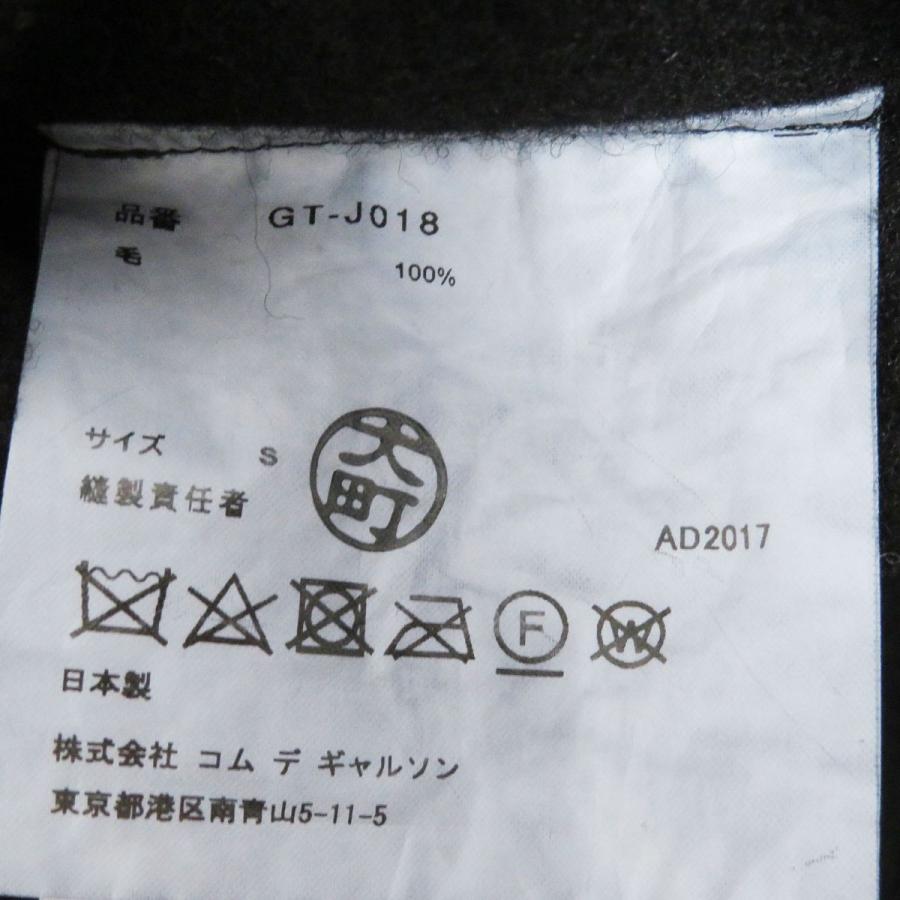 品番 GT-J018
毛 100%
サイズ S
縫製責任者
大町
AD2017
F
W
日本製
株式会社 コム デ ギャルソン
東京都港区南青山5-11-5